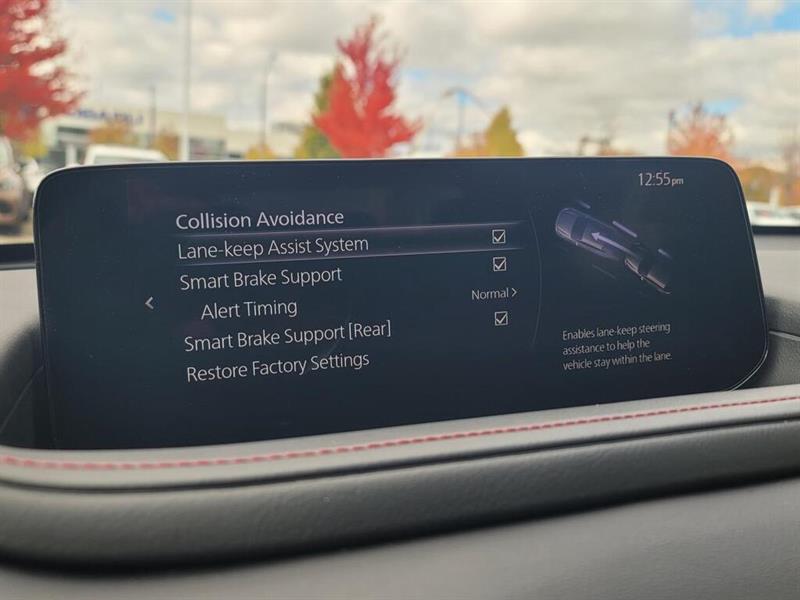 12:55pm
Collision Avoidance
Lane-keep Assist System
Smart Brake Support
Alert Timing Normal
Smart Brake Support [Rear]
Restore Factory Settings
Enables lane-keep steering
assistance to help the
vehicle stay within the lane.